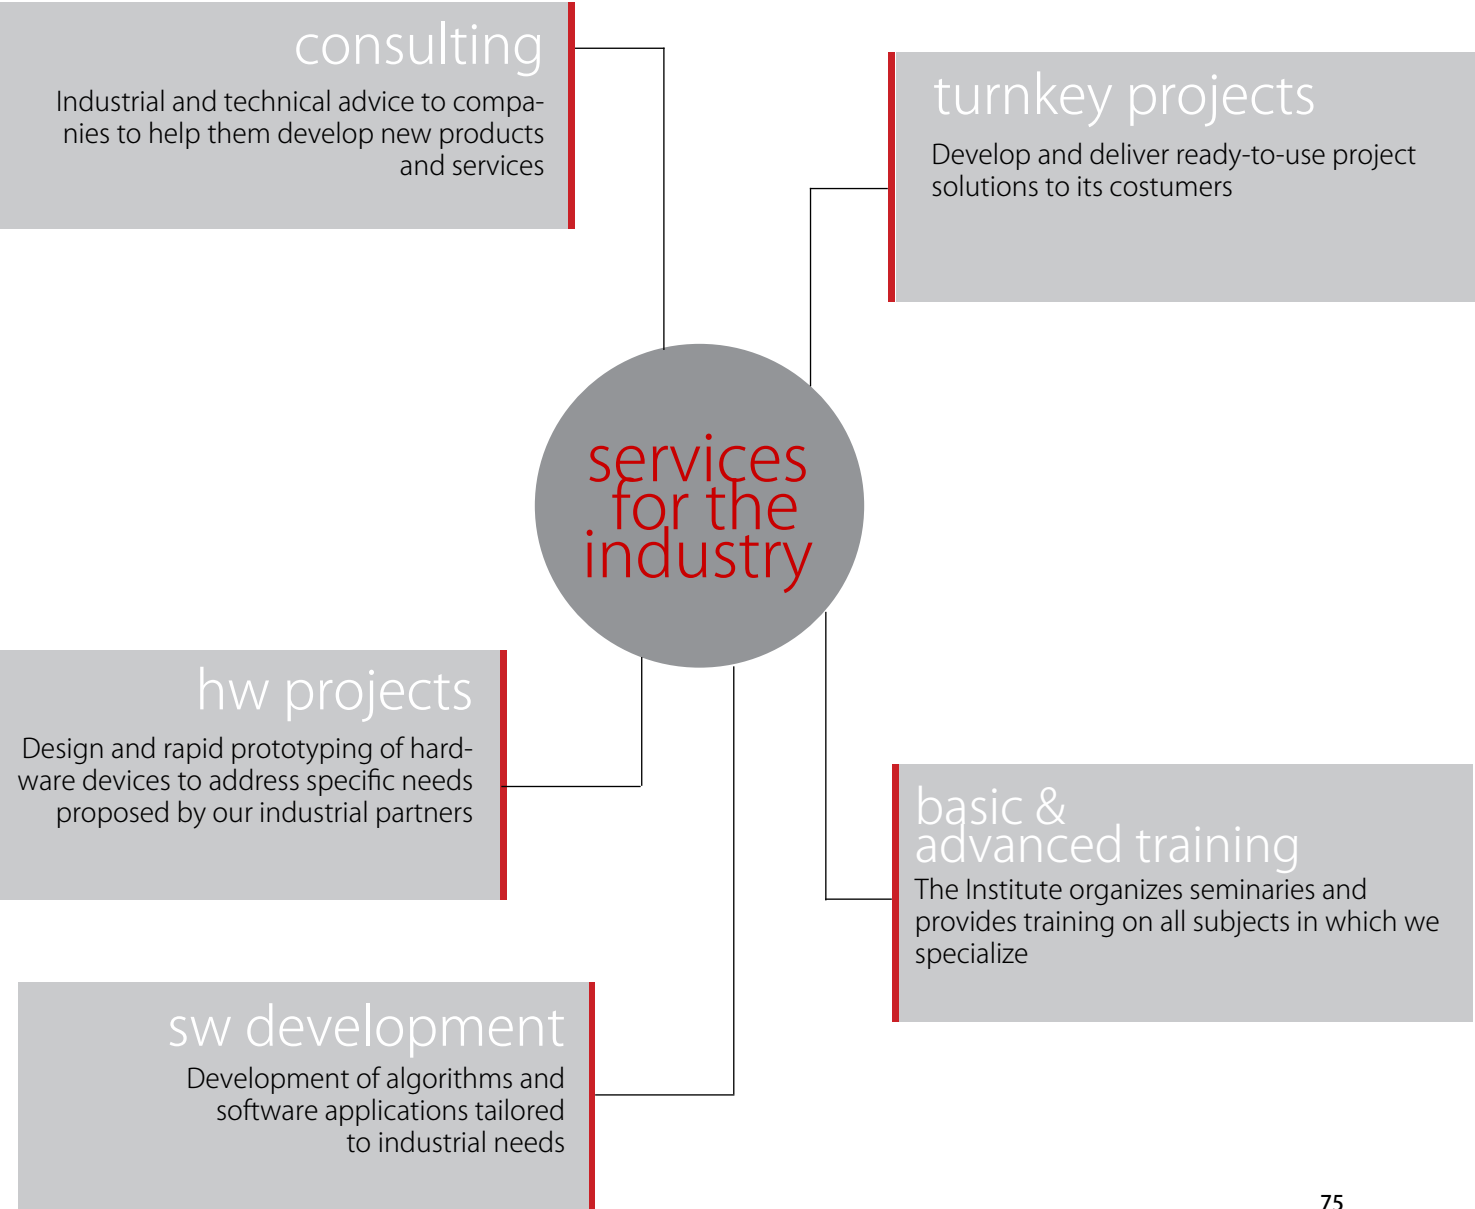 consulting
Industrial and technical advice to compa-
nies to help them develop new products
and services
turnkey projects
Develop and deliver ready-to-use project
solutions to its costumers
services
for the
industry
hw projects
Design and rapid prototyping of hard-
ware devices to address specific needs
proposed by our industrial partners
basic &
advanced training
The Institute organizes seminaries and
provides training on all subjects in which we
specialize
sw development
Development of algorithms and
software applications tailored
to industrial needs
75